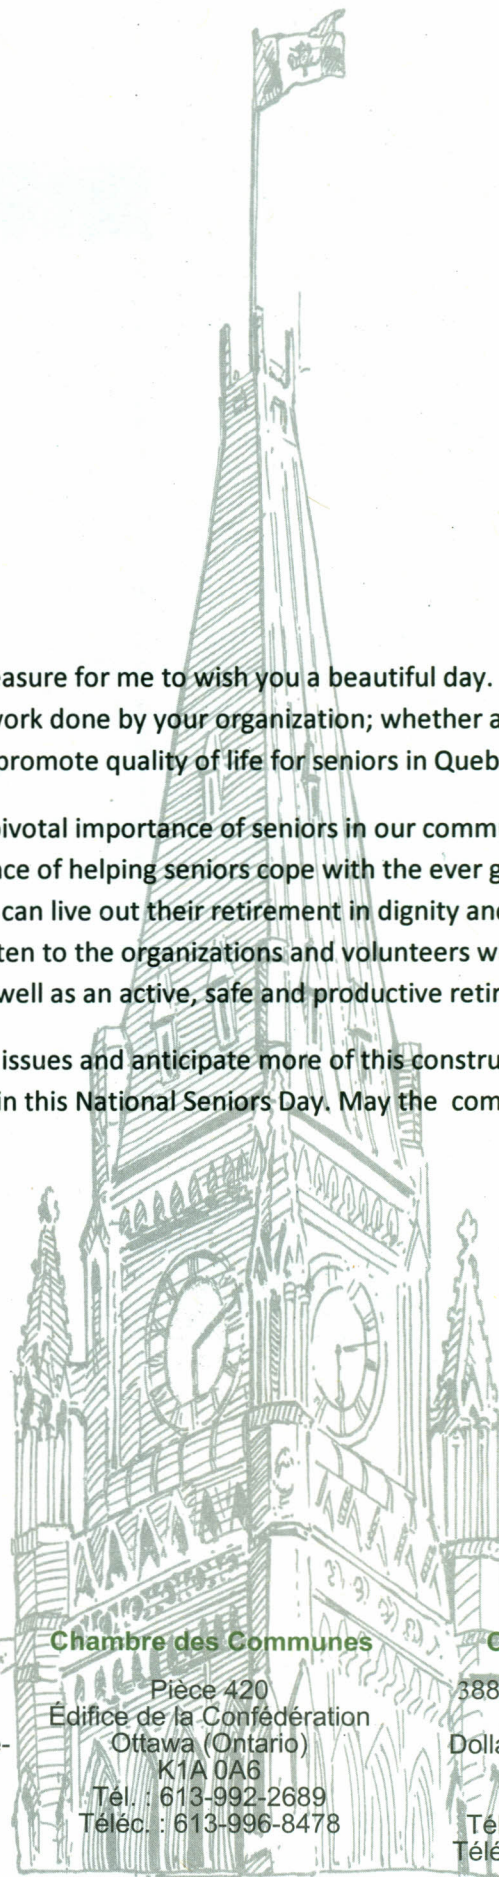 easure for me to wish you a beautiful day.
work done by your organization; whether a
promote quality of life for seniors in Queb
pivotal importance of seniors in our comm
nce of helping seniors cope with the ever g
can live out their retirement in dignity and
ten to the organizations and volunteers w
well as an active, safe and productive retir
issues and anticipate more of this constru
in this National Seniors Day. May the com
Chambre des Communes
Pièce 420
Édifice de la Confédération
Ottawa (Ontario)
K1A 0A6
Tél. : 613-992-2689
Téléc. : 613-996-8478
C
388
Dolla
Tél
Télé